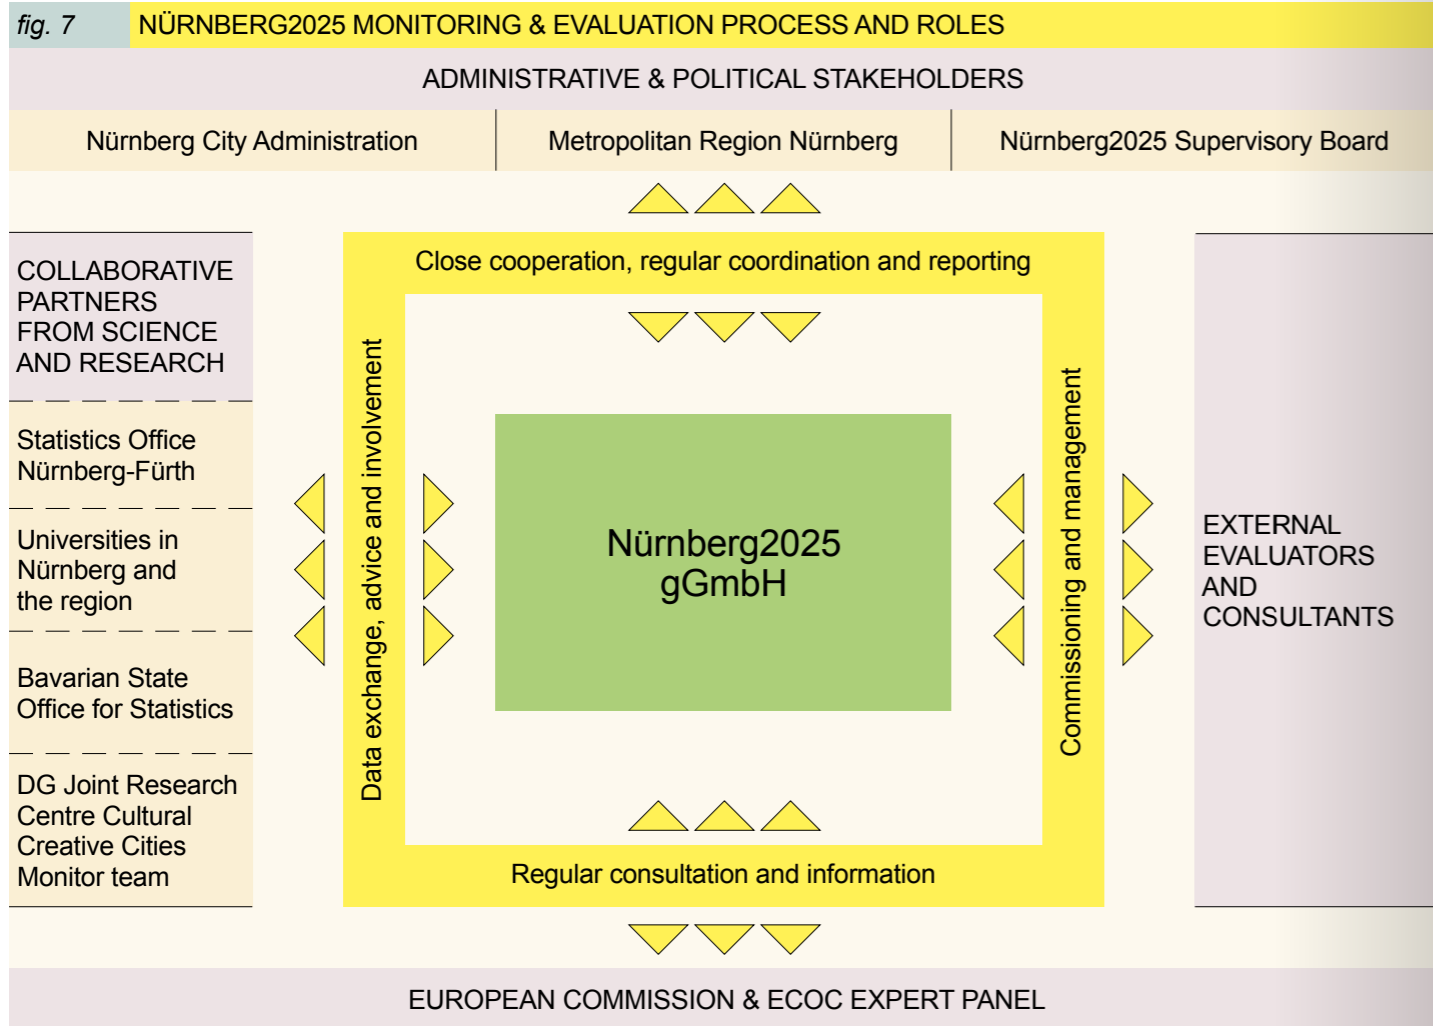 fig. 7
NÜRNBERG2025 MONITORING & EVALUATION PROCESS AND ROLES
ADMINISTRATIVE & POLITICAL STAKEHOLDERS
Nürnberg City Administration
Metropolitan Region Nürnberg
Nürnberg2025 Supervisory Board
COLLABORATIVE
PARTNERS
FROM SCIENCE
AND RESEARCH
Statistics Office
Nürnberg-Fürth
Universities in
Nürnberg and
the region
Bavarian State
Office for Statistics
DG Joint Research
Centre Cultural
Creative Cities
Monitor team
Close cooperation, regular coordination and reporting
Data exchange, advice and involvement
Nürnberg2025
gGmbH
Commissioning and management
Regular consultation and information
EXTERNAL
EVALUATORS
AND
CONSULTANTS
EUROPEAN COMMISSION & ECOC EXPERT PANEL